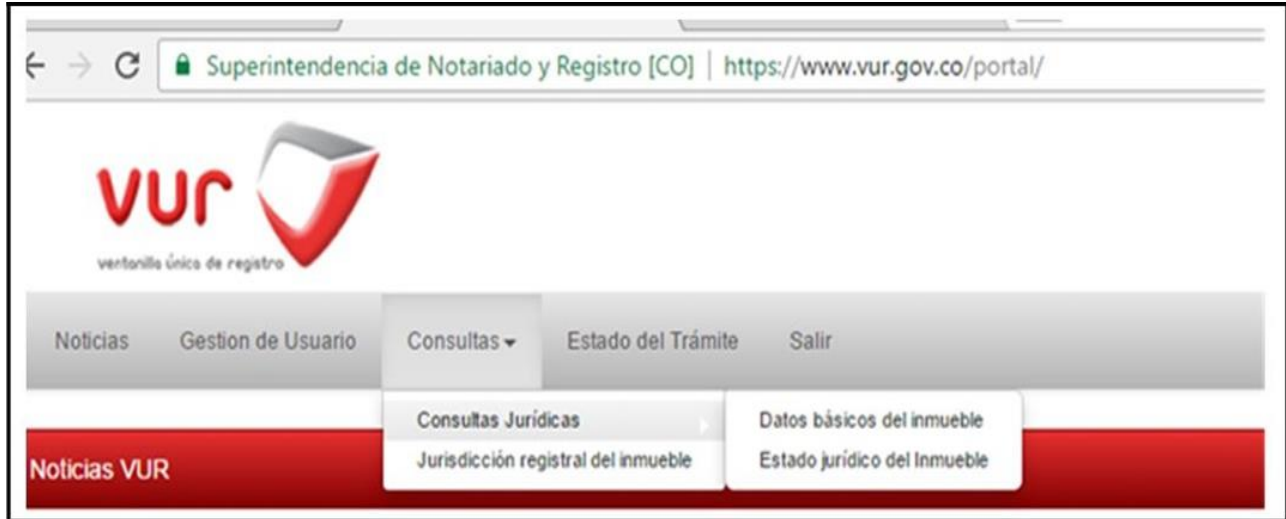 Superintendencia de Notariado y Registro [CO] | https://www.vur.gov.co/portal/
vur
ventanilla única de registro
Noticias Gestion de Usuario Consultas Estado del Trámite Salir
Consultas Jurídicas Datos básicos del inmueble
Jurisdicción registral del inmueble Estado jurídico del Inmueble
Noticias VUR